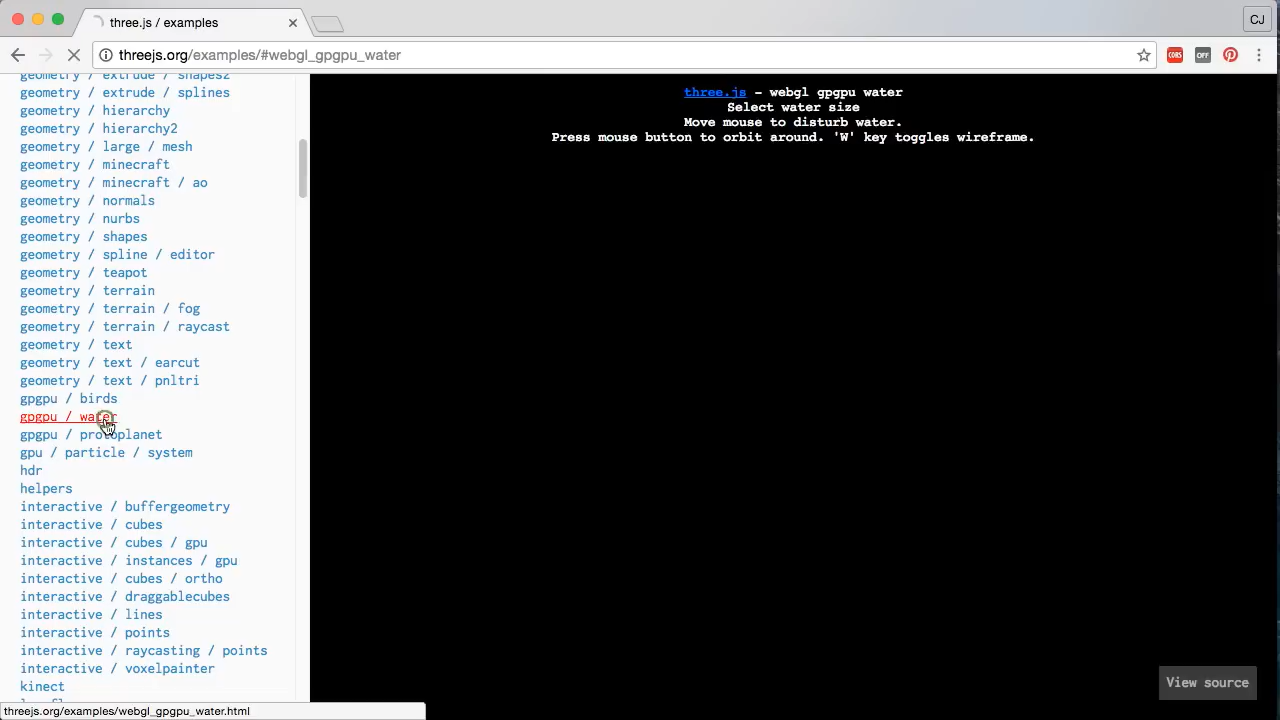 three.js / examples
CJ
threejs.org/examples/#webgl_gpgpu_water
CORS
OFF
geometry / extrude / shapes2
geometry / extrude / splines
geometry / hierarchy
geometry / hierarchy2
geometry / large / mesh
geometry / minecraft
geometry / minecraft / ao
geometry / normals
geometry / nurbs
geometry / shapes
geometry / spline / editor
geometry / teapot
geometry / terrain
geometry / terrain / fog
geometry / terrain / raycast
geometry / text
geometry / text / earcut
geometry / text / pnltri
gpgpu / birds
gpgpu / water
gpgpu / protoplanet
gpu / particle / system
hdr
helpers
interactive / buffergeometry
interactive / cubes
interactive / cubes / gpu
interactive / instances / gpu
interactive / cubes / ortho
interactive / draggablecubes
interactive / lines
interactive / points
interactive / raycasting / points
interactive / voxelpainter
kinect
threejs.org/examples/webgl_gpgpu_water.html
three.js - webgl gpgpu water
Select water size
Move mouse to disturb water.
Press mouse button to orbit around. 'W' key toggles wireframe.
View source